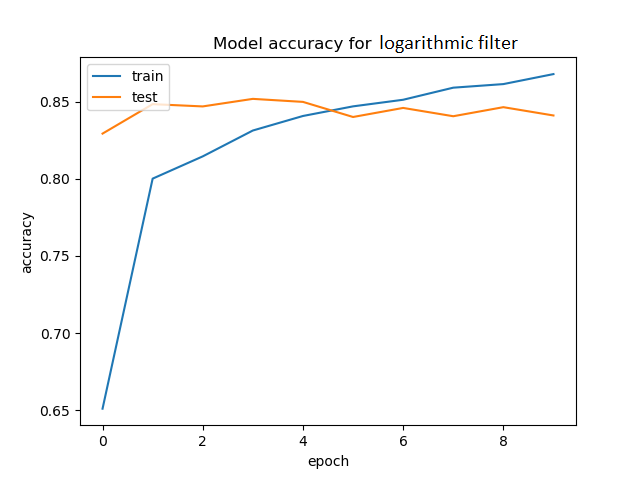 Model accuracy for logarithmic filter
train
test
0.85
0.80
0.75
0.70
0.65
accuracy
0 2 4 6 8
epoch